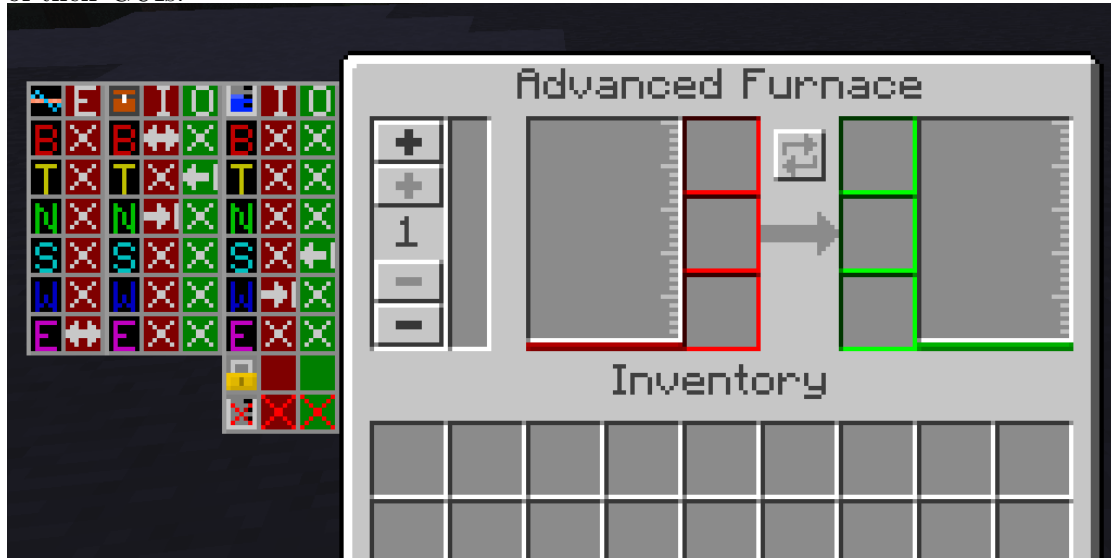 Advanced Furnace
E I O I O
B B B
T T T
N N N
1
S S S
W W W
E E E
Inventory